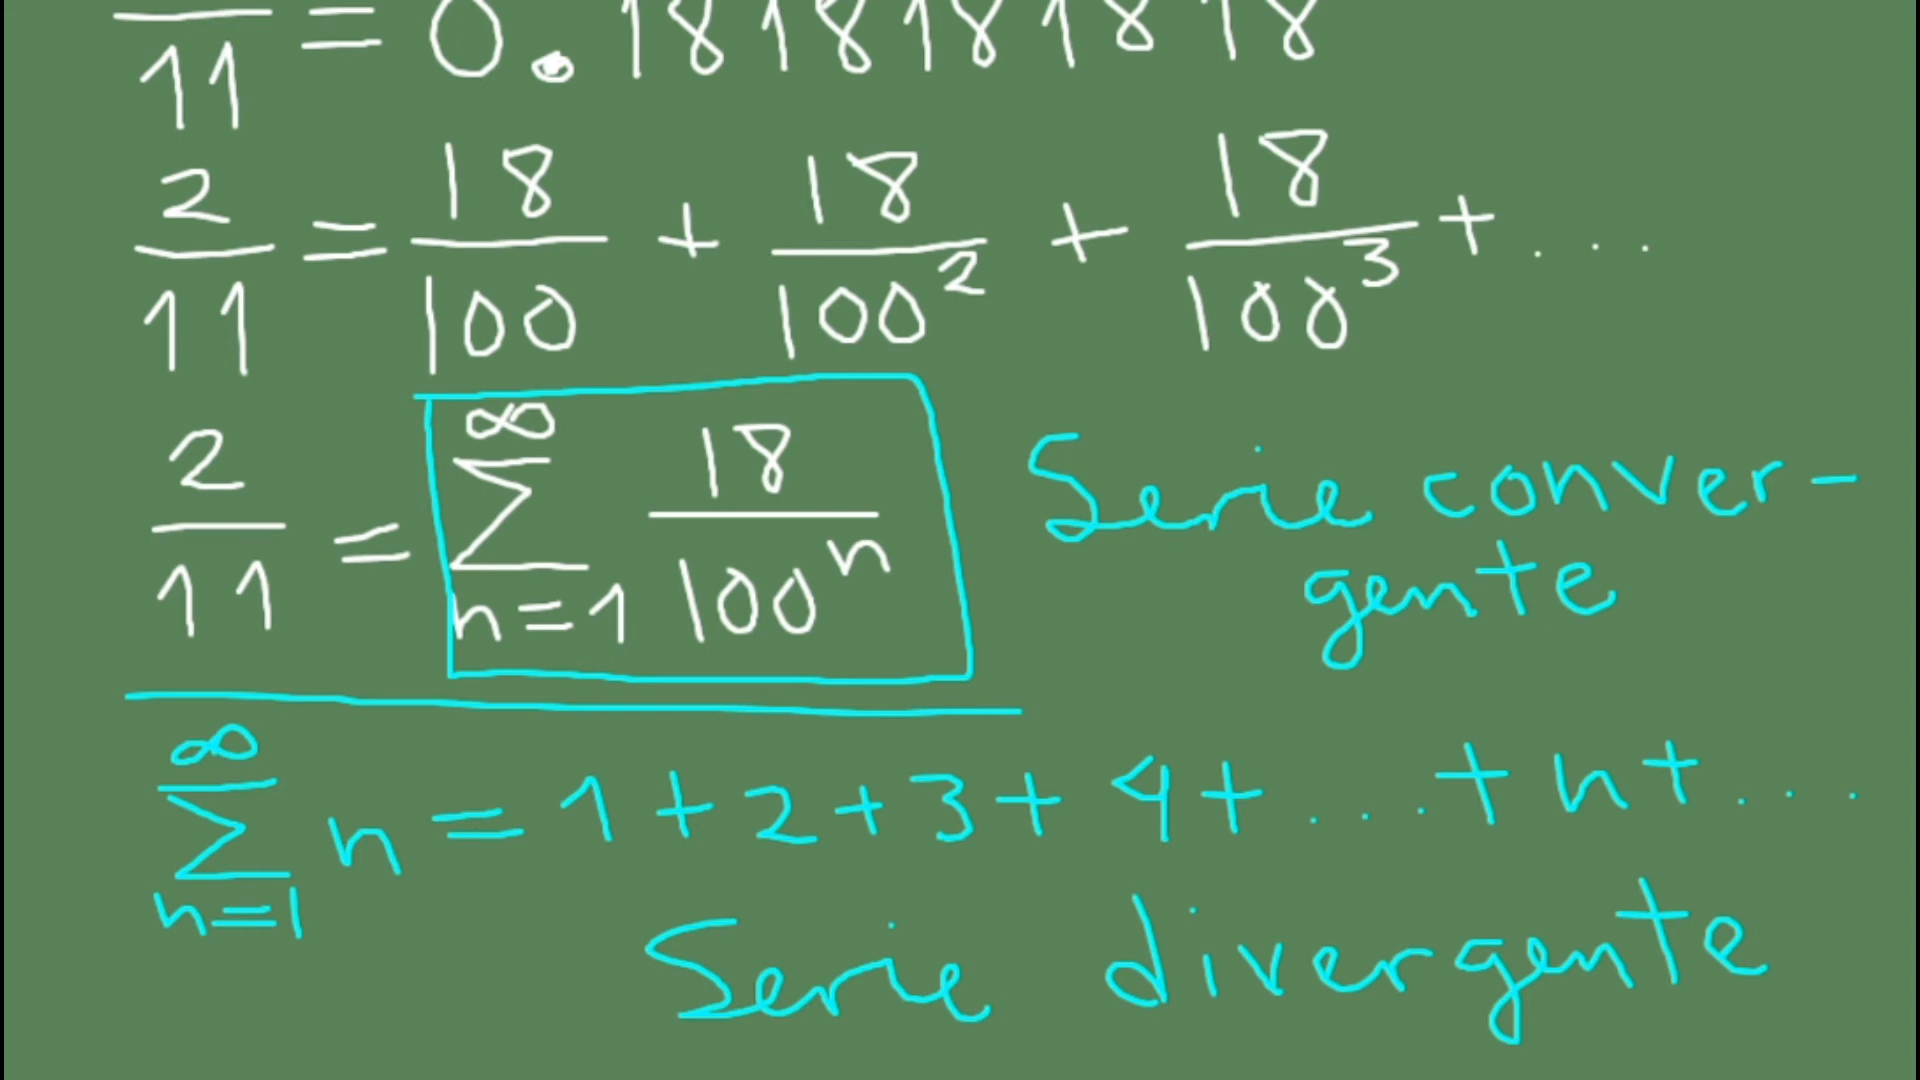 ― = 0.1818181818
11
2/11 = 18/100 + 18/100² + 18/100³ + ...
2/11 = ∑_{n=1}^{∞} 18/100ⁿ Serie conver-
gente
∑_{n=1}^{∞} n = 1 + 2 + 3 + 4 + ... + n + ...
Serie divergente